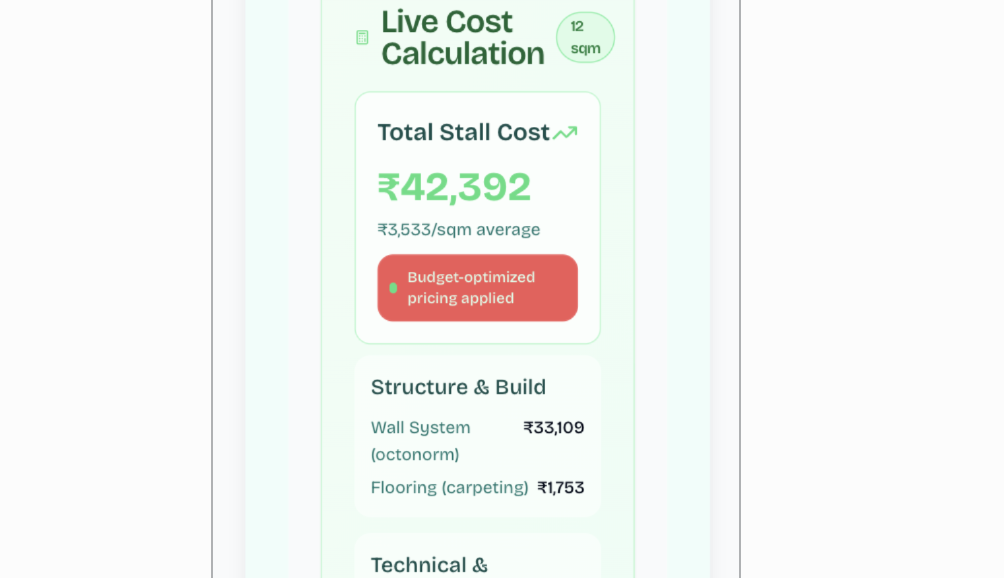 Live Cost
Calculation
12
sqm
Total Stall Cost
₹42,392
₹3,533/sqm average
Budget-optimized
pricing applied
Structure & Build
Wall System
(octonorm)
₹33,109
Flooring (carpeting) ₹1,753
Technical &